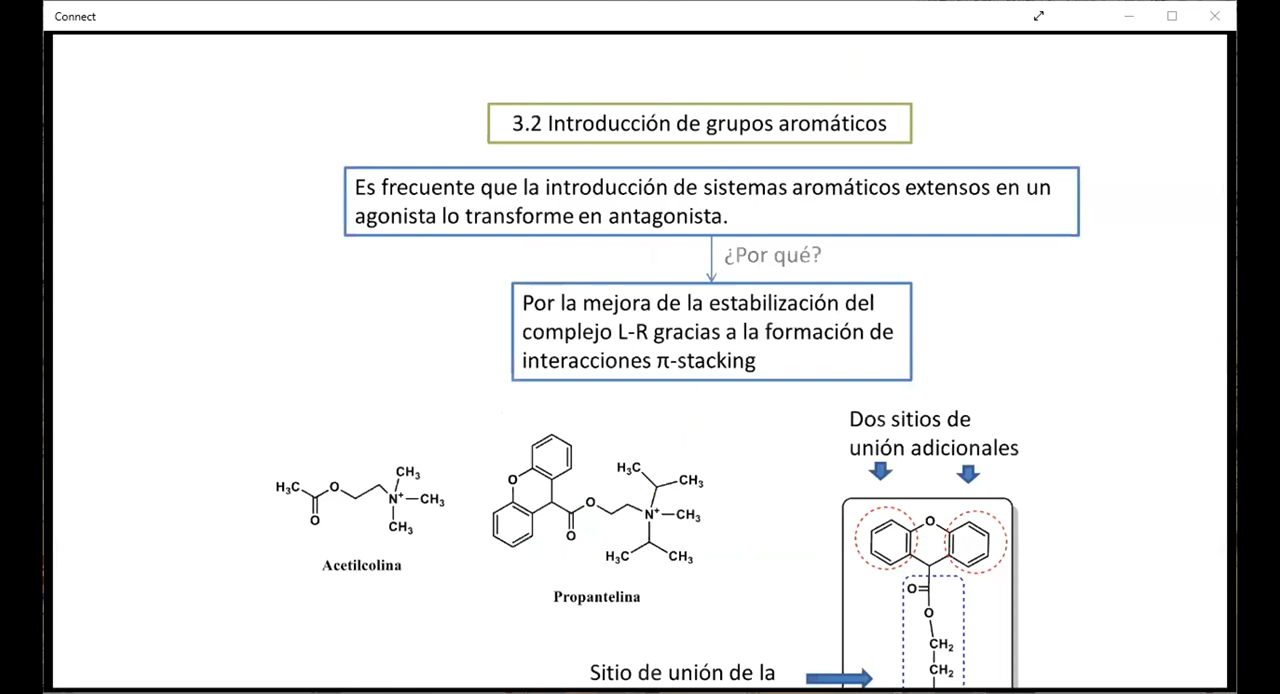 Connect
3.2 Introducción de grupos aromáticos
Es frecuente que la introducción de sistemas aromáticos extensos en un
agonista lo transforme en antagonista.
¿Por qué?
Por la mejora de la estabilización del
complejo L-R gracias a la formación de
interacciones π-stacking
Dos sitios de
unión adicionales
H₃C
O
O
CH₃
N⁺
CH₃
CH₃
Acetilcolina
O
O
O
H₃C
CH₃
N⁺
CH₃
H₃C
CH₃
Propantelina
O
O
O
CH₂
CH₂
Sitio de unión de la